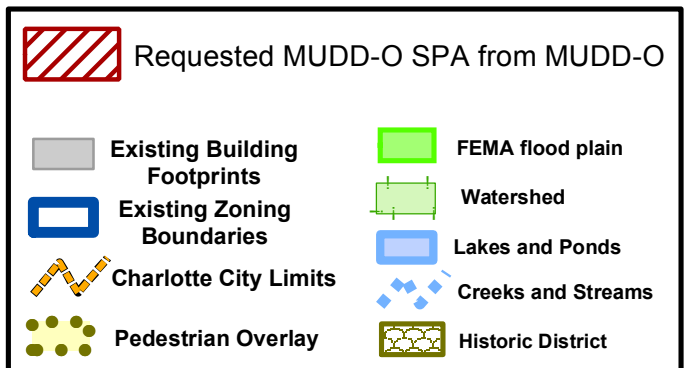 Requested MUDD-O SPA from MUDD-O
Existing Building
Footprints
Existing Zoning
Boundaries
Charlotte City Limits
Pedestrian Overlay
FEMA flood plain
Watershed
Lakes and Ponds
Creeks and Streams
Historic District